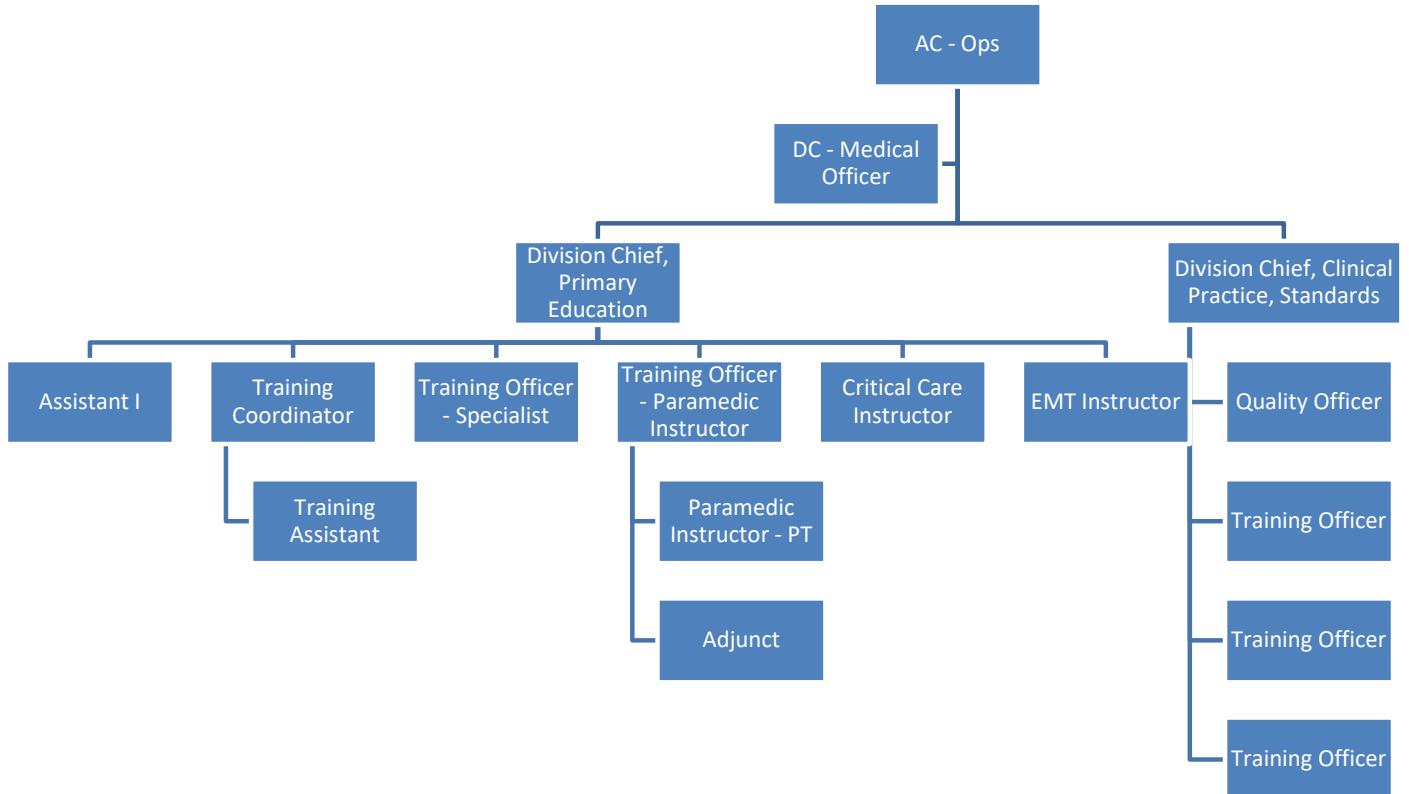 AC - Ops
DC - Medical
Officer
Division Chief,
Primary
Education
Division Chief, Clinical
Practice, Standards
Assistant I
Training
Coordinator
Training Officer
- Specialist
Training Officer
- Paramedic
Instructor
Critical Care
Instructor
EMT Instructor
Quality Officer
Training
Assistant
Paramedic
Instructor - PT
Training Officer
Adjunct
Training Officer
Training Officer